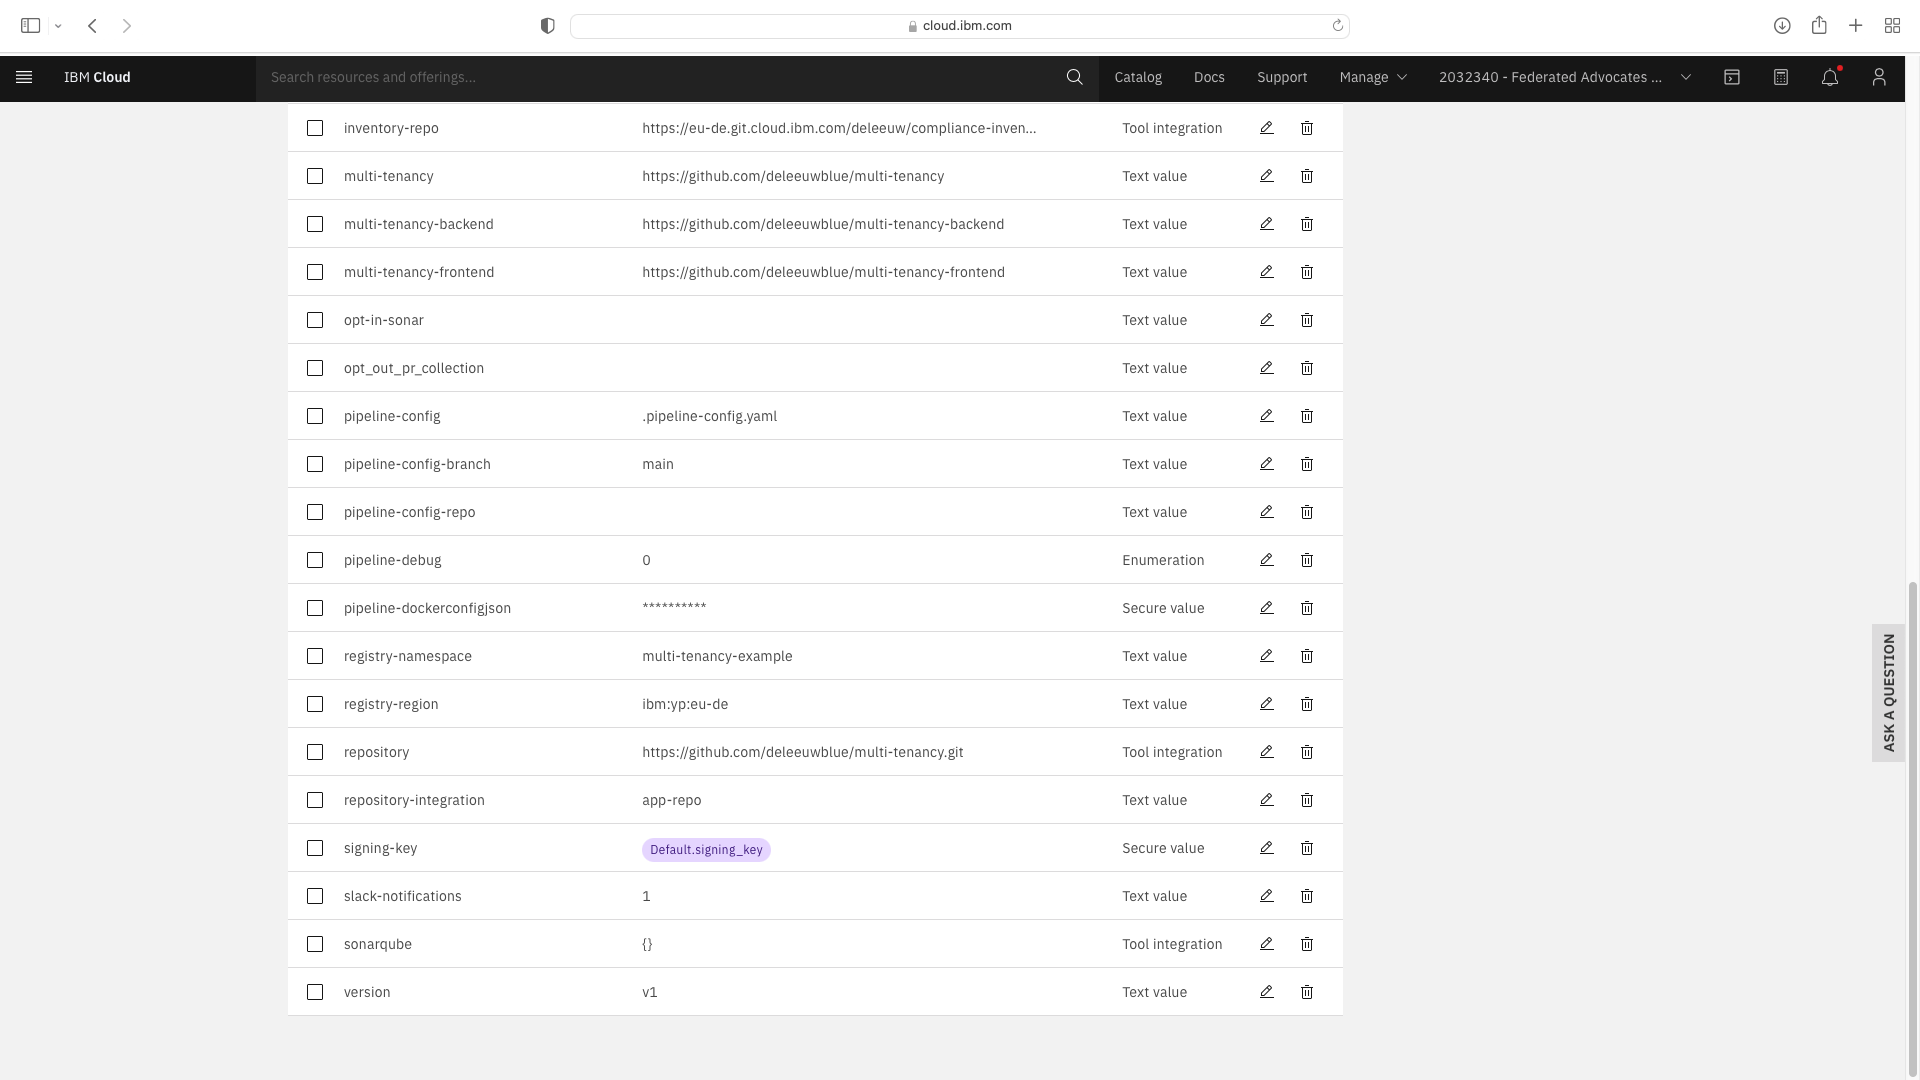 cloud.ibm.com
IBM Cloud
Search resources and offerings...
Catalog
Docs
Support
Manage
2032340 - Federated Advocates ...
inventory-repo https://eu-de.git.cloud.ibm.com/deleeuw/compliance-inven... Tool integration
multi-tenancy https://github.com/deleeuwblue/multi-tenancy Text value
multi-tenancy-backend https://github.com/deleeuwblue/multi-tenancy-backend Text value
multi-tenancy-frontend https://github.com/deleeuwblue/multi-tenancy-frontend Text value
opt-in-sonar Text value
opt_out_pr_collection Text value
pipeline-config .pipeline-config.yaml Text value
pipeline-config-branch main Text value
pipeline-config-repo Text value
pipeline-debug 0 Enumeration
pipeline-dockerconfigjson ********** Secure value
registry-namespace multi-tenancy-example Text value
registry-region ibm:yp:eu-de Text value
repository https://github.com/deleeuwblue/multi-tenancy.git Tool integration
repository-integration app-repo Text value
signing-key Default.signing_key Secure value
slack-notifications 1 Text value
sonarqube {} Tool integration
version v1 Text value
ASK A QUESTION